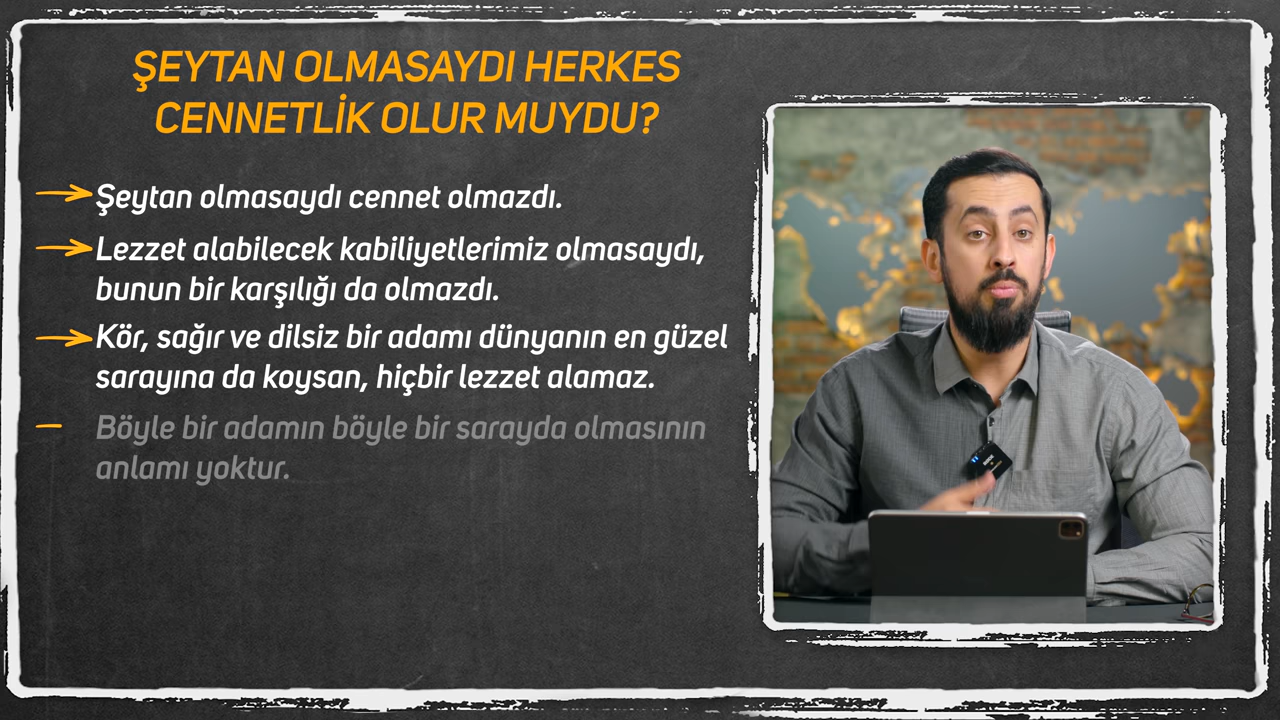 ŞEYTAN OLMASAYDI HERKES
CENNETLİK OLUR MUYDU?
Şeytan olmasaydı cennet olmazdı.
Lezzet alabilecek kabiliyetlerimiz olmasaydı,
bunun bir karşılığı da olmazdı.
Kör, sağır ve dilsiz bir adamı dünyanın en güzel
sarayına da koysan, hiçbir lezzet alamaz.
Böyle bir adamın böyle bir sarayda olmasının
anlamı yoktur.